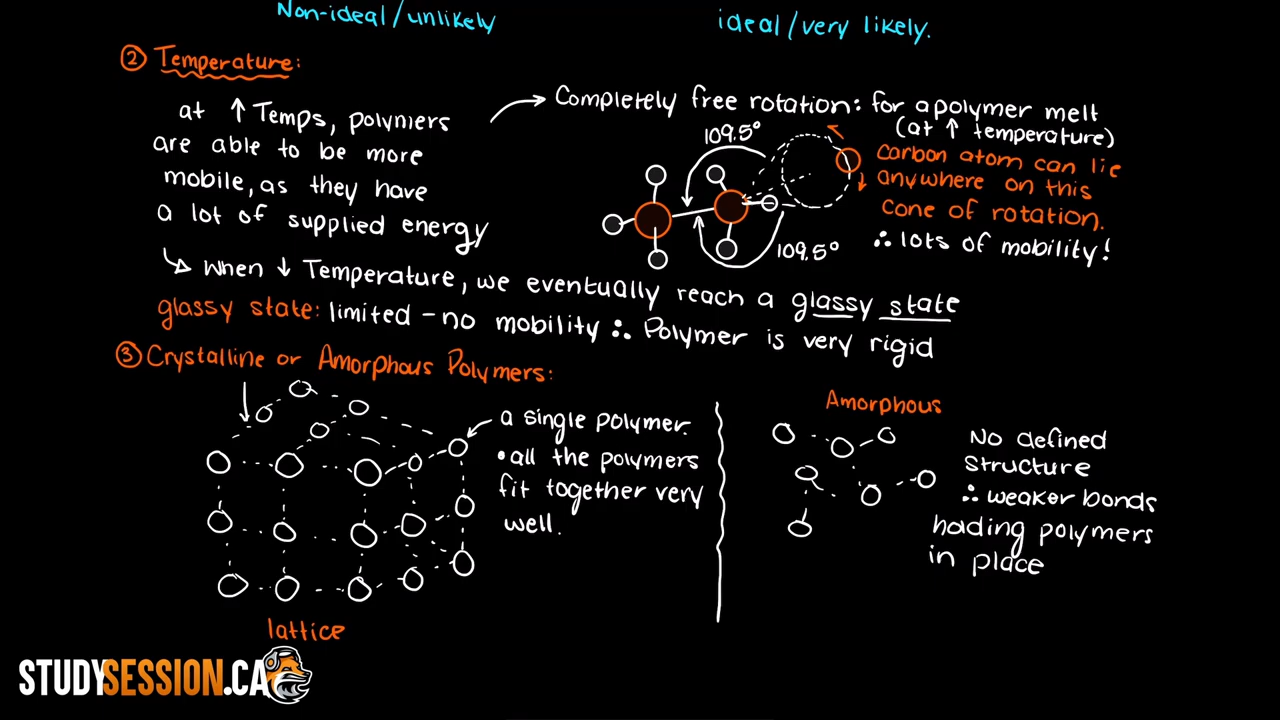 Non-ideal/unlikely
ideal/very likely.
② Temperature:
at ↑ Temps, polymers
are able to be more
mobile, as they have
a lot of supplied energy
→ Completely free rotation: for a polymer melt
(at ↑ temperature)
109.5°
carbon atom can lie
anywhere on this
cone of rotation.
∴ lots of mobility!
109.5°
↳ when ↓ Temperature, we eventually reach a glassy state
glassy state: limited - no mobility ∴ Polymer is very rigid
③ Crystalline or Amorphous Polymers:
a single polymer.
• all the polymers
fit together very
well.
lattice
Amorphous
No defined
structure
∴ weaker bonds
holding polymers
in place
STUDYSESSION.CA